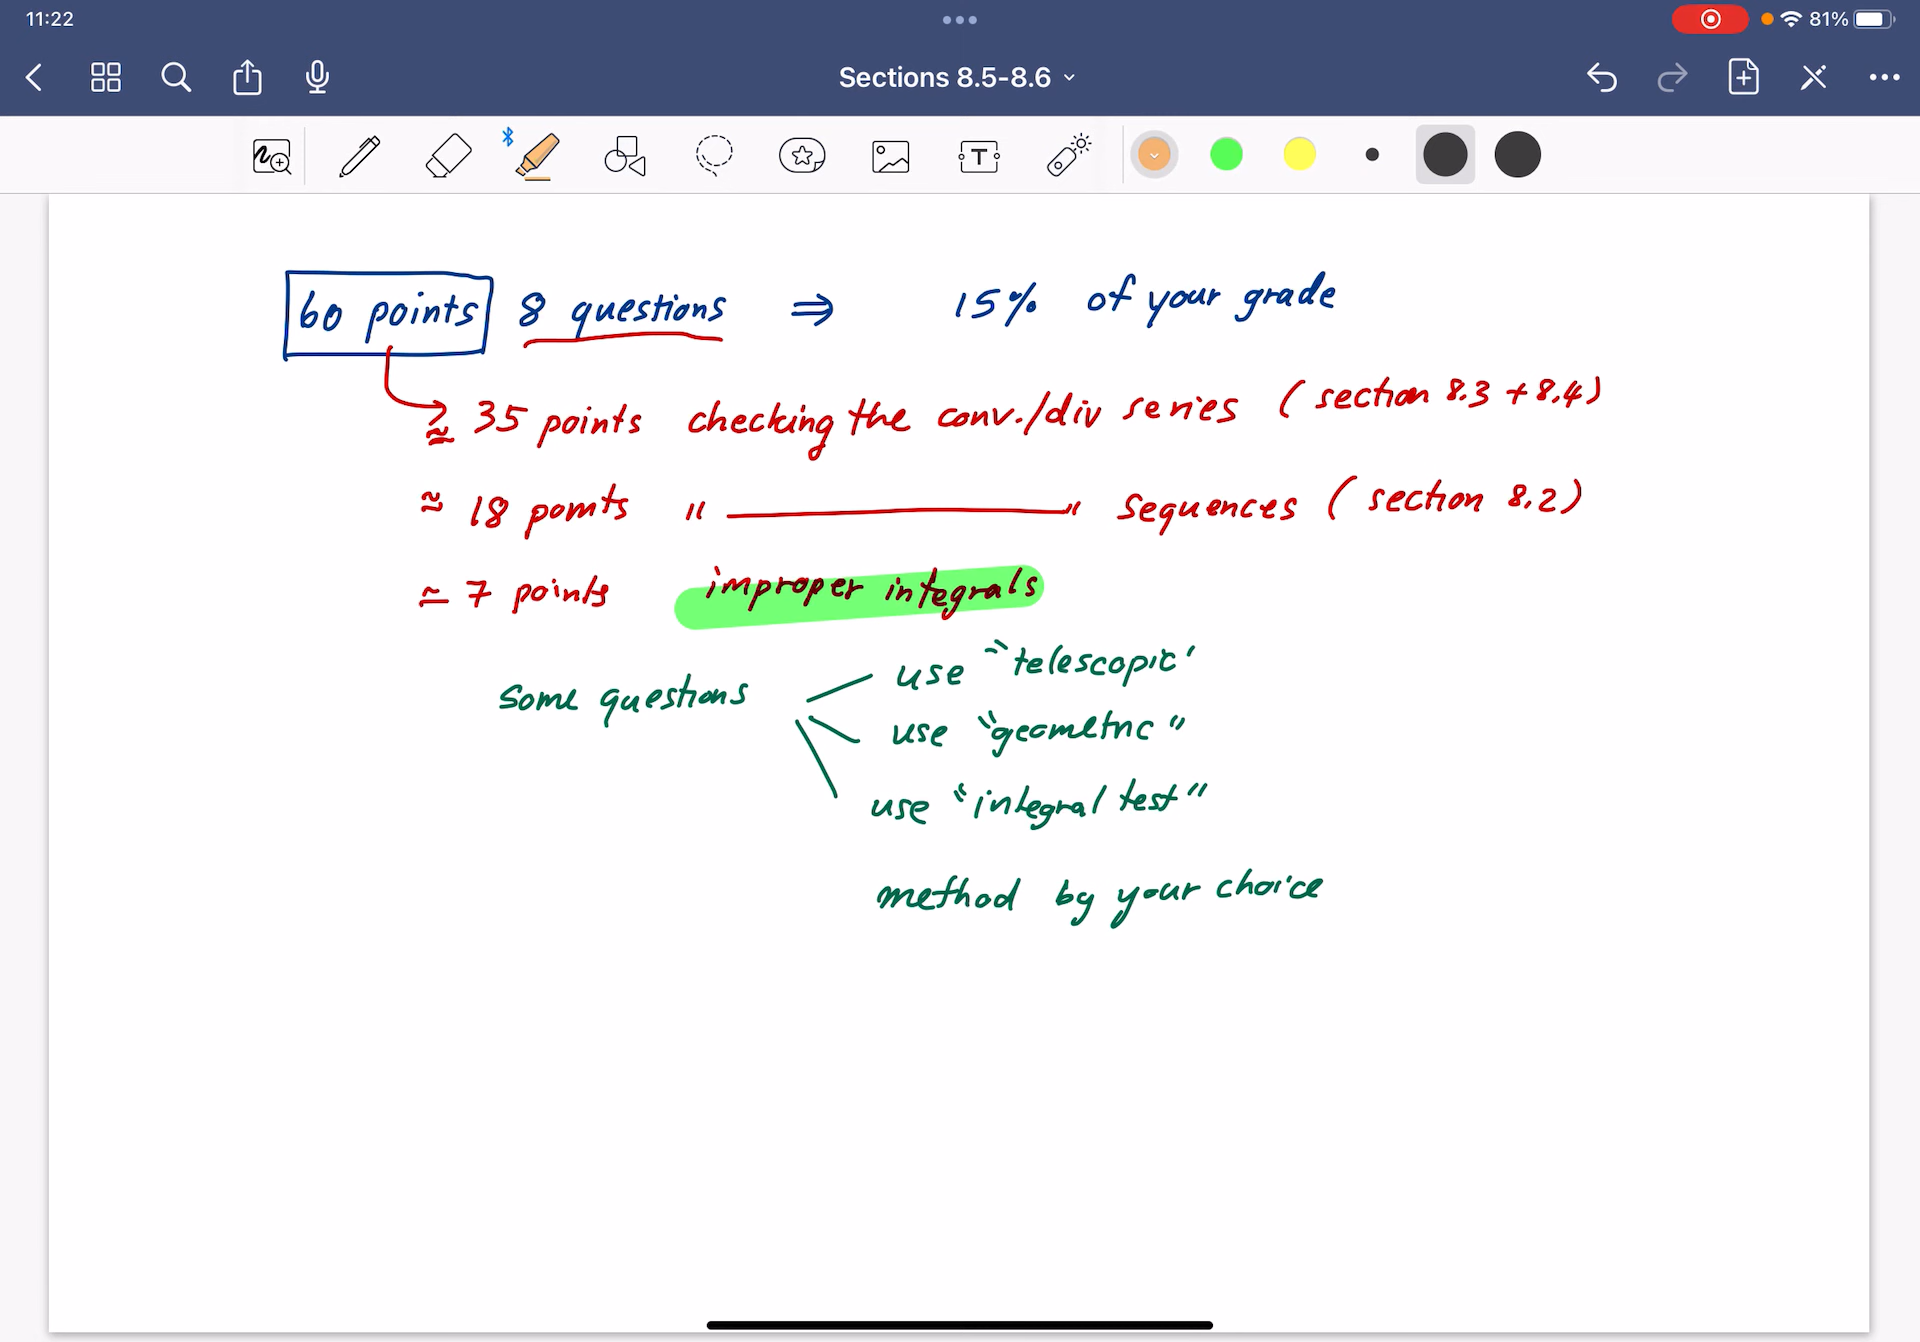 11:22
81%
Sections 8.5-8.6
T
60 points 8 questions ⇒ 15% of your grade
≈ 35 points checking the conv./div series ( section 8.3 + 8.4)
≈ 18 points " ——— " sequences ( section 8.2)
≃ 7 points improper integrals
some questions
use "telescopic'
use "geometric"
use "integral test"
method by your choice